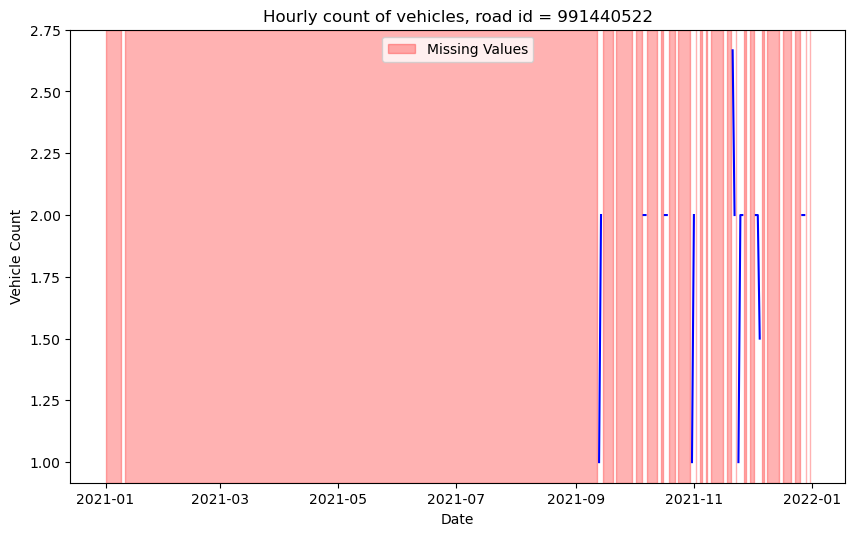 Hourly count of vehicles, road id = 991440522
Missing Values
2.75
2.50
2.25
2.00
1.75
1.50
1.25
1.00
Vehicle Count
2021-01 2021-03 2021-05 2021-07 2021-09 2021-11 2022-01
Date